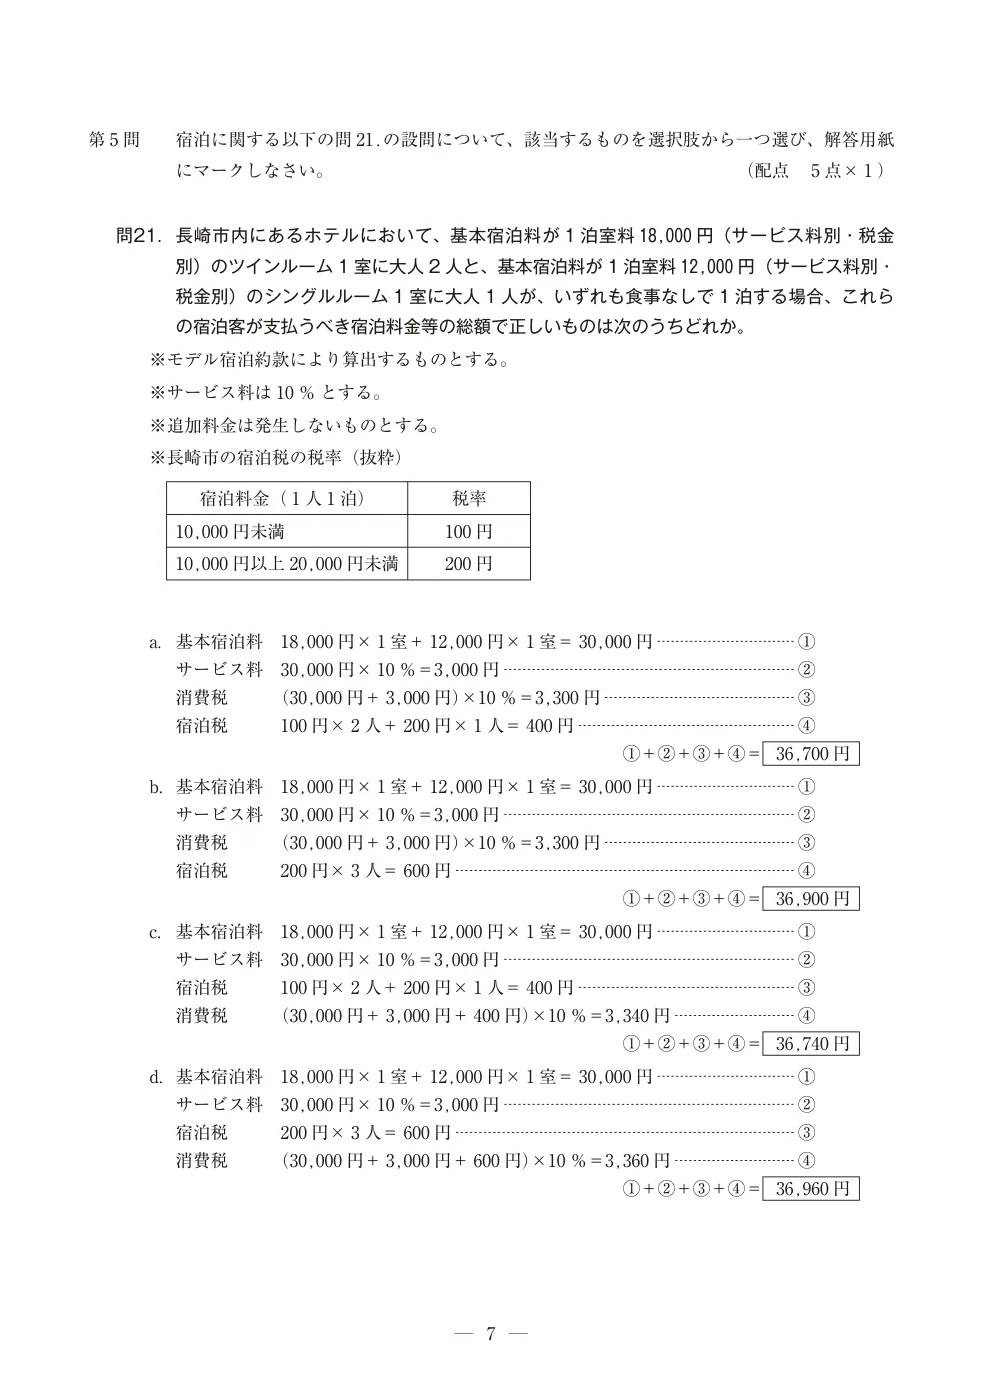 第5問 宿泊に関する以下の問21.の設問について、該当するものを選択肢から一つ選び、解答用紙
にマークしなさい。 （配点 5点×1）
問21. 長崎市内にあるホテルにおいて、基本宿泊料が1泊室料18,000円（サービス料別・税金
別）のツインルーム1室に大人2人と、基本宿泊料が1泊室料12,000円（サービス料別・
税金別）のシングルルーム1室に大人1人が、いずれも食事なしで1泊する場合、これら
の宿泊客が支払うべき宿泊料金等の総額で正しいものは次のうちどれか。
※モデル宿泊約款により算出するものとする。
※サービス料は10％とする。
※追加料金は発生しないものとする。
※長崎市の宿泊税の税率（抜粋）
宿泊料金（1人1泊） 税率
10,000円未満 100円
10,000円以上20,000円未満 200円
a. 基本宿泊料 18,000円×1室＋12,000円×1室＝30,000円 ①
サービス料 30,000円×10％＝3,000円 ②
消費税 （30,000円＋3,000円）×10％＝3,300円 ③
宿泊税 100円×2人＋200円×1人＝400円 ④
①＋②＋③＋④＝ 36,700円
b. 基本宿泊料 18,000円×1室＋12,000円×1室＝30,000円 ①
サービス料 30,000円×10％＝3,000円 ②
消費税 （30,000円＋3,000円）×10％＝3,300円 ③
宿泊税 200円×3人＝600円 ④
①＋②＋③＋④＝ 36,900円
c. 基本宿泊料 18,000円×1室＋12,000円×1室＝30,000円 ①
サービス料 30,000円×10％＝3,000円 ②
宿泊税 100円×2人＋200円×1人＝400円 ③
消費税 （30,000円＋3,000円＋400円）×10％＝3,340円 ④
①＋②＋③＋④＝ 36,740円
d. 基本宿泊料 18,000円×1室＋12,000円×1室＝30,000円 ①
サービス料 30,000円×10％＝3,000円 ②
宿泊税 200円×3人＝600円 ③
消費税 （30,000円＋3,000円＋600円）×10％＝3,360円 ④
①＋②＋③＋④＝ 36,960円
— 7 —